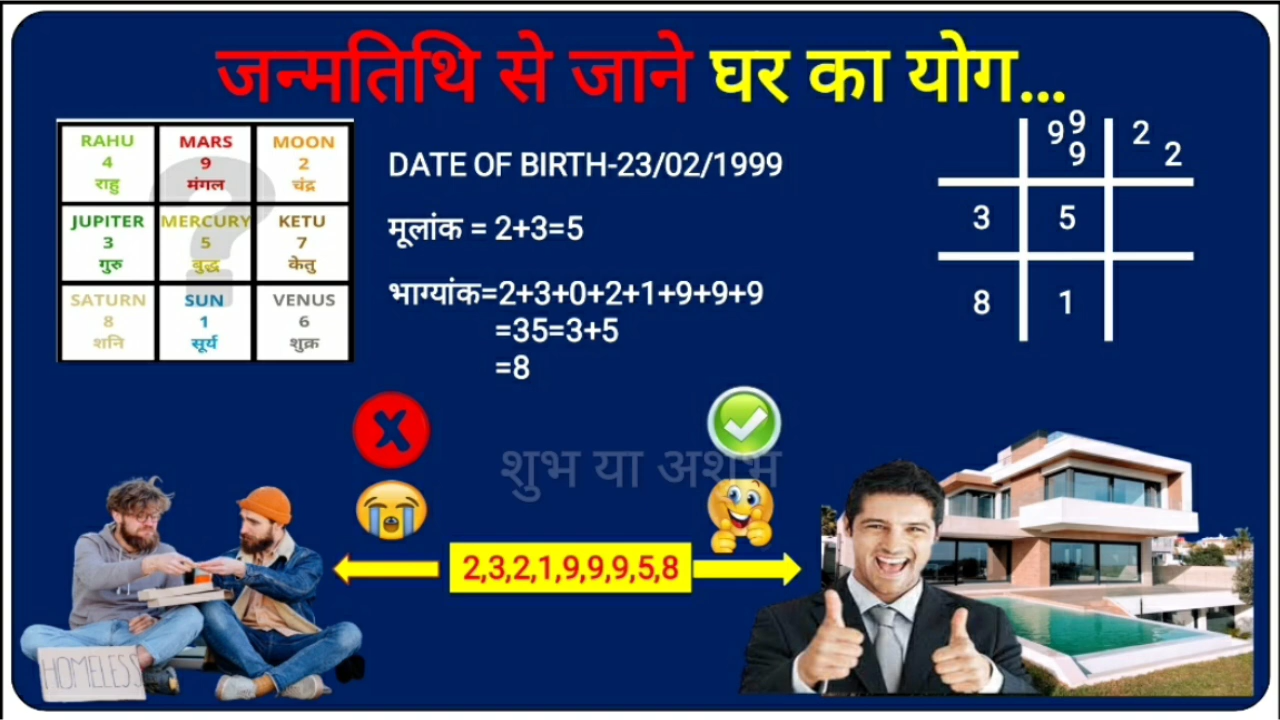 जन्मतिथि से जाने घर का योग...
RAHU
4
राहु
MARS
9
मंगल
MOON
2
चंद्र
JUPITER
3
गुरु
MERCURY
5
बुद्ध
KETU
7
केतु
SATURN
8
शनि
SUN
1
सूर्य
VENUS
6
शुक्र
?
DATE OF BIRTH-23/02/1999
मूलांक = 2+3=5
भाग्यांक=2+3+0+2+1+9+9+9
=35=3+5
=8
9 9
9
2
2
3
5
8
1
शुभ या अशुभ
2,3,2,1,9,9,9,5,8
HOMELESS